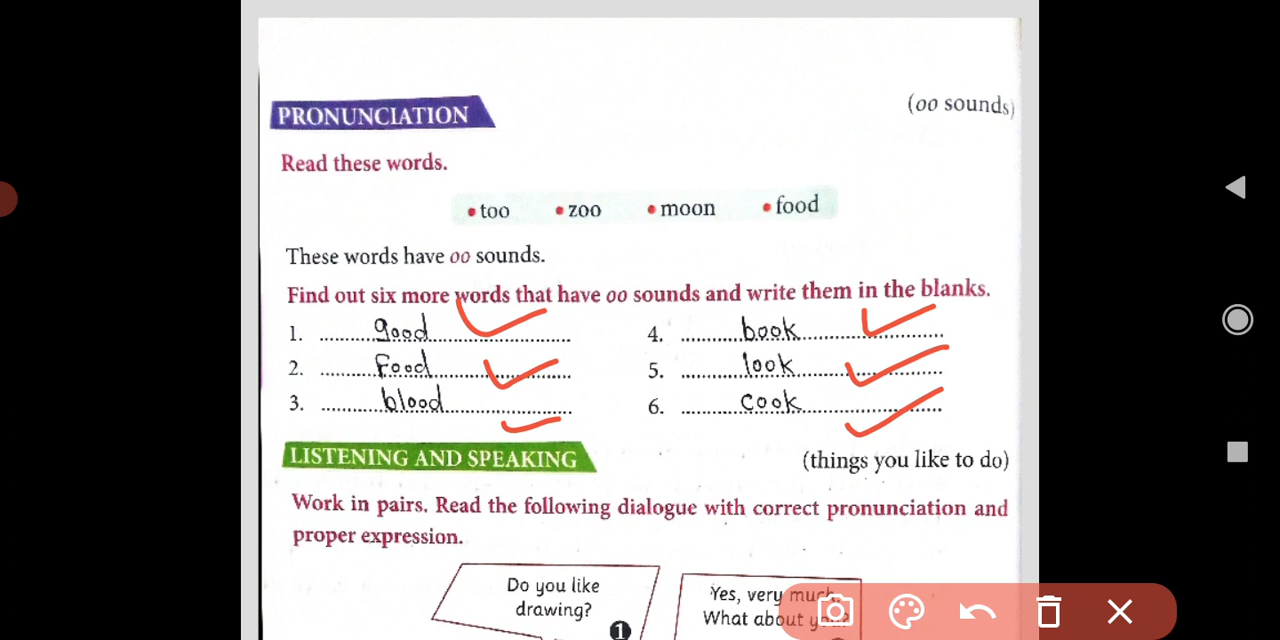 PRONUNCIATION
(oo sounds)
Read these words.
• too • zoo • moon • food
These words have oo sounds.
Find out six more words that have oo sounds and write them in the blanks.
1. good 4. book
2. Food 5. look
3. blood 6. cook
LISTENING AND SPEAKING
(things you like to do)
Work in pairs. Read the following dialogue with correct pronunciation and
proper expression.
Do you like
drawing?
1
Yes, very much.
What about you?